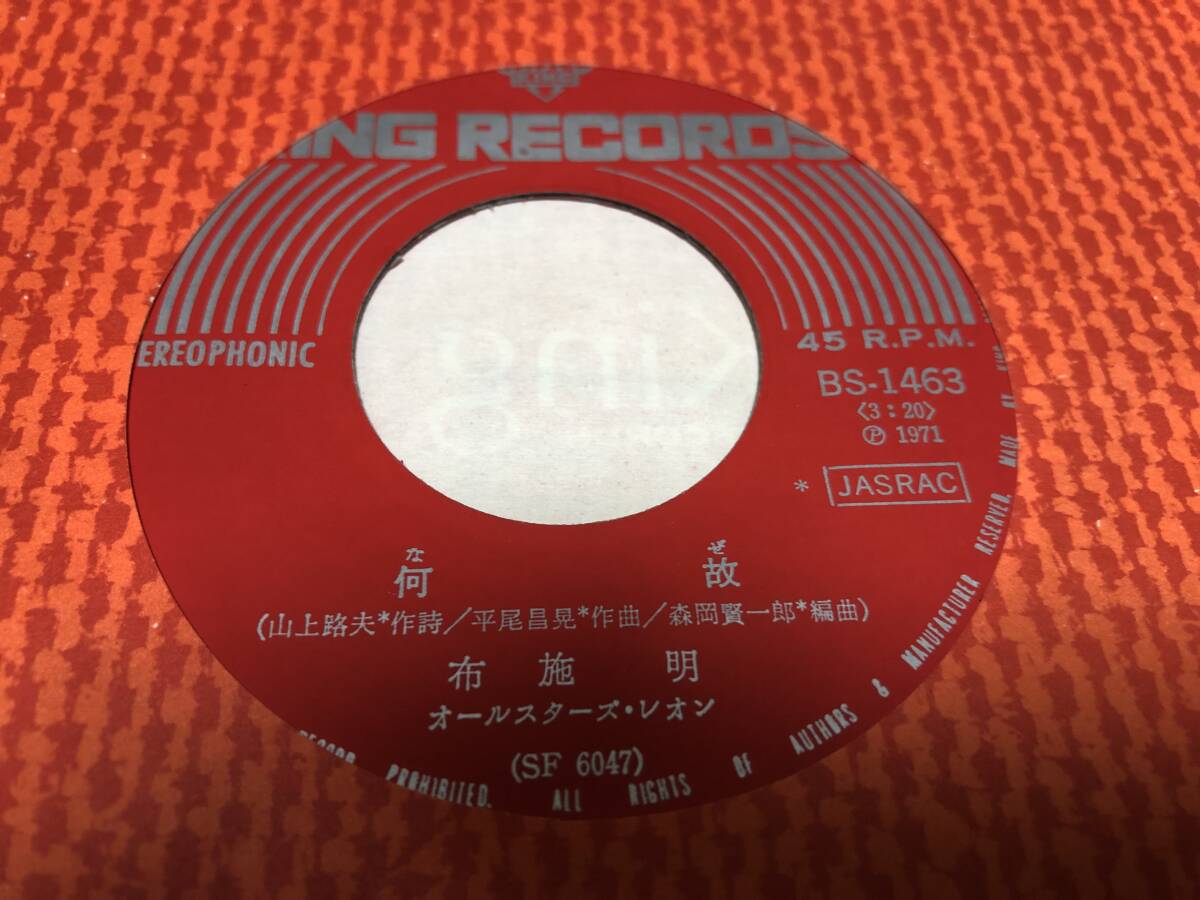 ING RECORDS
EREOPHONIC
45 R.P.M.
BS-1463
〈3：20〉
Ⓟ 1971
* JASRAC
な ぜ
何故
(山上路夫*作詩／平尾昌晃*作曲／森岡賢一郎*編曲)
布施 明
オールスターズ・レオン
(SF 6047)
PROHIBITED. ALL RIGHTS OF AUTHORS & MANUFACTURER RESERVED. MADE